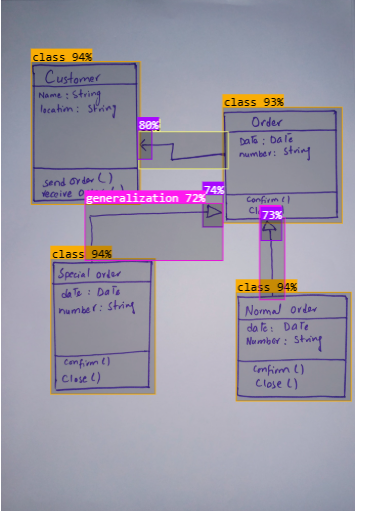 class 94%
Customer
Name : String
location : String
send order ( )
receive
class 93%
Order
Date : Date
number : String
Confirm ( )
80%
74%
generalization 72%
73%
class 94%
Special order
date : Date
number : String
Confirm ( )
Close ( )
class 94%
Normal order
date : Date
Number : String
Confirm ( )
Close ( )